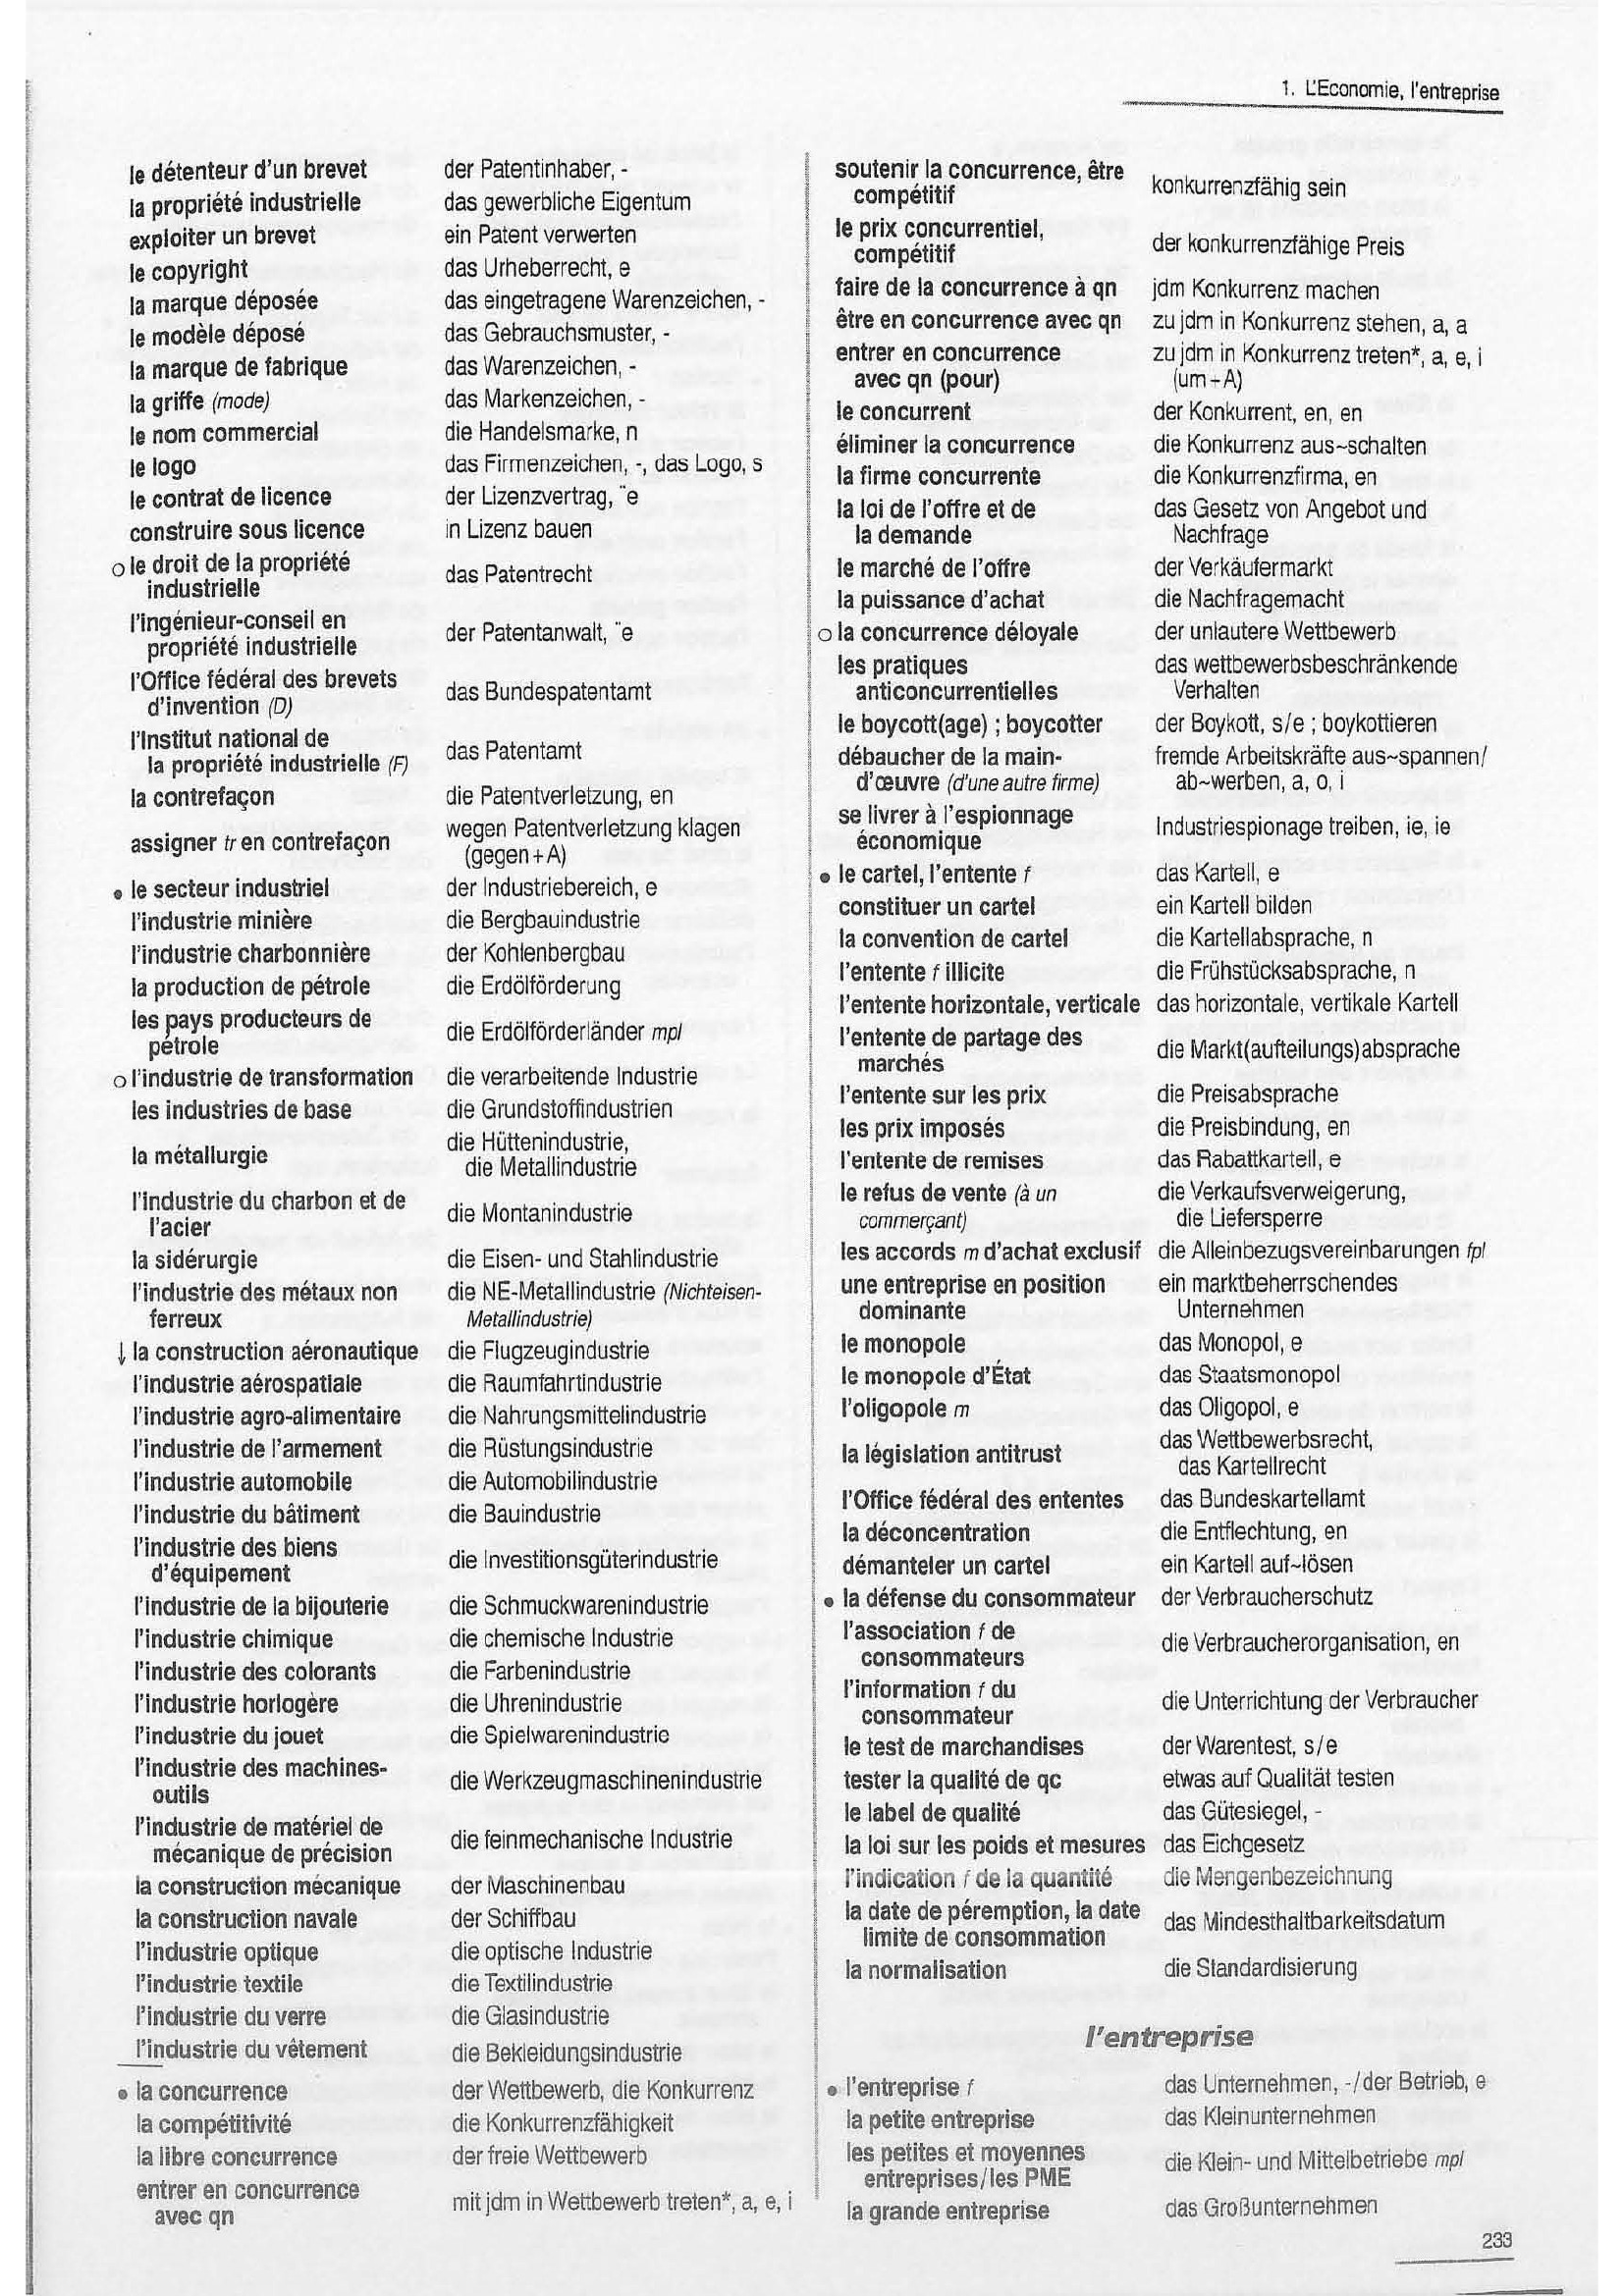 1. L'Economie, l'entreprise
le détenteur d'un brevet der Patentinhaber, -
la propriété industrielle das gewerbliche Eigentum
exploiter un brevet ein Patent verwerten
le copyright das Urheberrecht, e
la marque déposée das eingetragene Warenzeichen, -
le modèle déposé das Gebrauchsmuster, -
la marque de fabrique das Warenzeichen, -
la griffe (mode) das Markenzeichen, -
le nom commercial die Handelsmarke, n
le logo das Firmenzeichen, -, das Logo, s
le contrat de licence der Lizenzvertrag, ¨e
construire sous licence in Lizenz bauen
o le droit de la propriété
industrielle das Patentrecht
l'ingénieur-conseil en
propriété industrielle der Patentanwalt, ¨e
l'Office fédéral des brevets
d'invention (D) das Bundespatentamt
l'Institut national de
la propriété industrielle (F) das Patentamt
la contrefaçon die Patentverletzung, en
assigner tr en contrefaçon wegen Patentverletzung klagen
(gegen+A)
• le secteur industriel der Industriebereich, e
l'industrie minière die Bergbauindustrie
l'industrie charbonnière der Kohlenbergbau
la production de pétrole die Erdölförderung
les pays producteurs de
pétrole die Erdölförderländer mpl
o l'industrie de transformation die verarbeitende Industrie
les industries de base die Grundstoffindustrien
la métallurgie die Hüttenindustrie,
die Metallindustrie
l'industrie du charbon et de
l'acier die Montanindustrie
la sidérurgie die Eisen- und Stahlindustrie
l'industrie des métaux non die NE-Metallindustrie (Nichteisen-
ferreux Metallindustrie)
↓ la construction aéronautique die Flugzeugindustrie
l'industrie aérospatiale die Raumfahrtindustrie
l'industrie agro-alimentaire die Nahrungsmittelindustrie
l'industrie de l'armement die Rüstungsindustrie
l'industrie automobile die Automobilindustrie
l'industrie du bâtiment die Bauindustrie
l'industrie des biens
d'équipement die Investitionsgüterindustrie
l'industrie de la bijouterie die Schmuckwarenindustrie
l'industrie chimique die chemische Industrie
l'industrie des colorants die Farbenindustrie
l'industrie horlogère die Uhrenindustrie
l'industrie du jouet die Spielwarenindustrie
l'industrie des machines-
outils die Werkzeugmaschinenindustrie
l'industrie de matériel de
mécanique de précision die feinmechanische Industrie
la construction mécanique der Maschinenbau
la construction navale der Schiffbau
l'industrie optique die optische Industrie
l'industrie textile die Textilindustrie
l'industrie du verre die Glasindustrie
l'industrie du vêtement die Bekleidungsindustrie
• la concurrence der Wettbewerb, die Konkurrenz
la compétitivité die Konkurrenzfähigkeit
la libre concurrence der freie Wettbewerb
entrer en concurrence
avec qn mit jdm in Wettbewerb treten*, a, e, i
soutenir la concurrence, être
compétitif konkurrenzfähig sein
le prix concurrentiel,
compétitif der konkurrenzfähige Preis
faire de la concurrence à qn jdm Konkurrenz machen
être en concurrence avec qn zu jdm in Konkurrenz stehen, a, a
entrer en concurrence zu jdm in Konkurrenz treten*, a, e, i
avec qn (pour) (um+A)
le concurrent der Konkurrent, en, en
éliminer la concurrence die Konkurrenz aus~schalten
la firme concurrente die Konkurrenzfirma, en
la loi de l'offre et de das Gesetz von Angebot und
la demande Nachfrage
le marché de l'offre der Verkäufermarkt
la puissance d'achat die Nachfragemacht
o la concurrence déloyale der unlautere Wettbewerb
les pratiques das wettbewerbsbeschränkende
anticoncurrentielles Verhalten
le boycott(age) ; boycotter der Boykott, s/e ; boykottieren
débaucher de la main- fremde Arbeitskräfte aus~spannen/
d'œuvre (d'une autre firme) ab~werben, a, o, i
se livrer à l'espionnage
économique Industriespionage treiben, ie, ie
• le cartel, l'entente f das Kartell, e
constituer un cartel ein Kartell bilden
la convention de cartel die Kartellabsprache, n
l'entente f illicite die Frühstücksabsprache, n
l'entente horizontale, verticale das horizontale, vertikale Kartell
l'entente de partage des
marchés die Markt(aufteilungs)absprache
l'entente sur les prix die Preisabsprache
les prix imposés die Preisbindung, en
l'entente de remises das Rabattkartell, e
le refus de vente (à un die Verkaufsverweigerung,
commerçant) die Liefersperre
les accords m d'achat exclusif die Alleinbezugsvereinbarungen fpl
une entreprise en position ein marktbeherrschendes
dominante Unternehmen
le monopole das Monopol, e
le monopole d'État das Staatsmonopol
l'oligopole m das Oligopol, e
la législation antitrust das Wettbewerbsrecht,
das Kartellrecht
l'Office fédéral des ententes das Bundeskartellamt
la déconcentration die Entflechtung, en
démanteler un cartel ein Kartell auf~lösen
• la défense du consommateur der Verbraucherschutz
l'association f de
consommateurs die Verbraucherorganisation, en
l'information f du
consommateur die Unterrichtung der Verbraucher
le test de marchandises der Warentest, s/e
tester la qualité de qc etwas auf Qualität testen
le label de qualité das Gütesiegel, -
la loi sur les poids et mesures das Eichgesetz
l'indication f de la quantité die Mengenbezeichnung
la date de péremption, la date
limite de consommation das Mindesthaltbarkeitsdatum
la normalisation die Standardisierung
l'entreprise
• l'entreprise f das Unternehmen, -/der Betrieb, e
la petite entreprise das Kleinunternehmen
les petites et moyennes
entreprises/les PME die Klein- und Mittelbetriebe mpl
la grande entreprise das Großunternehmen
233